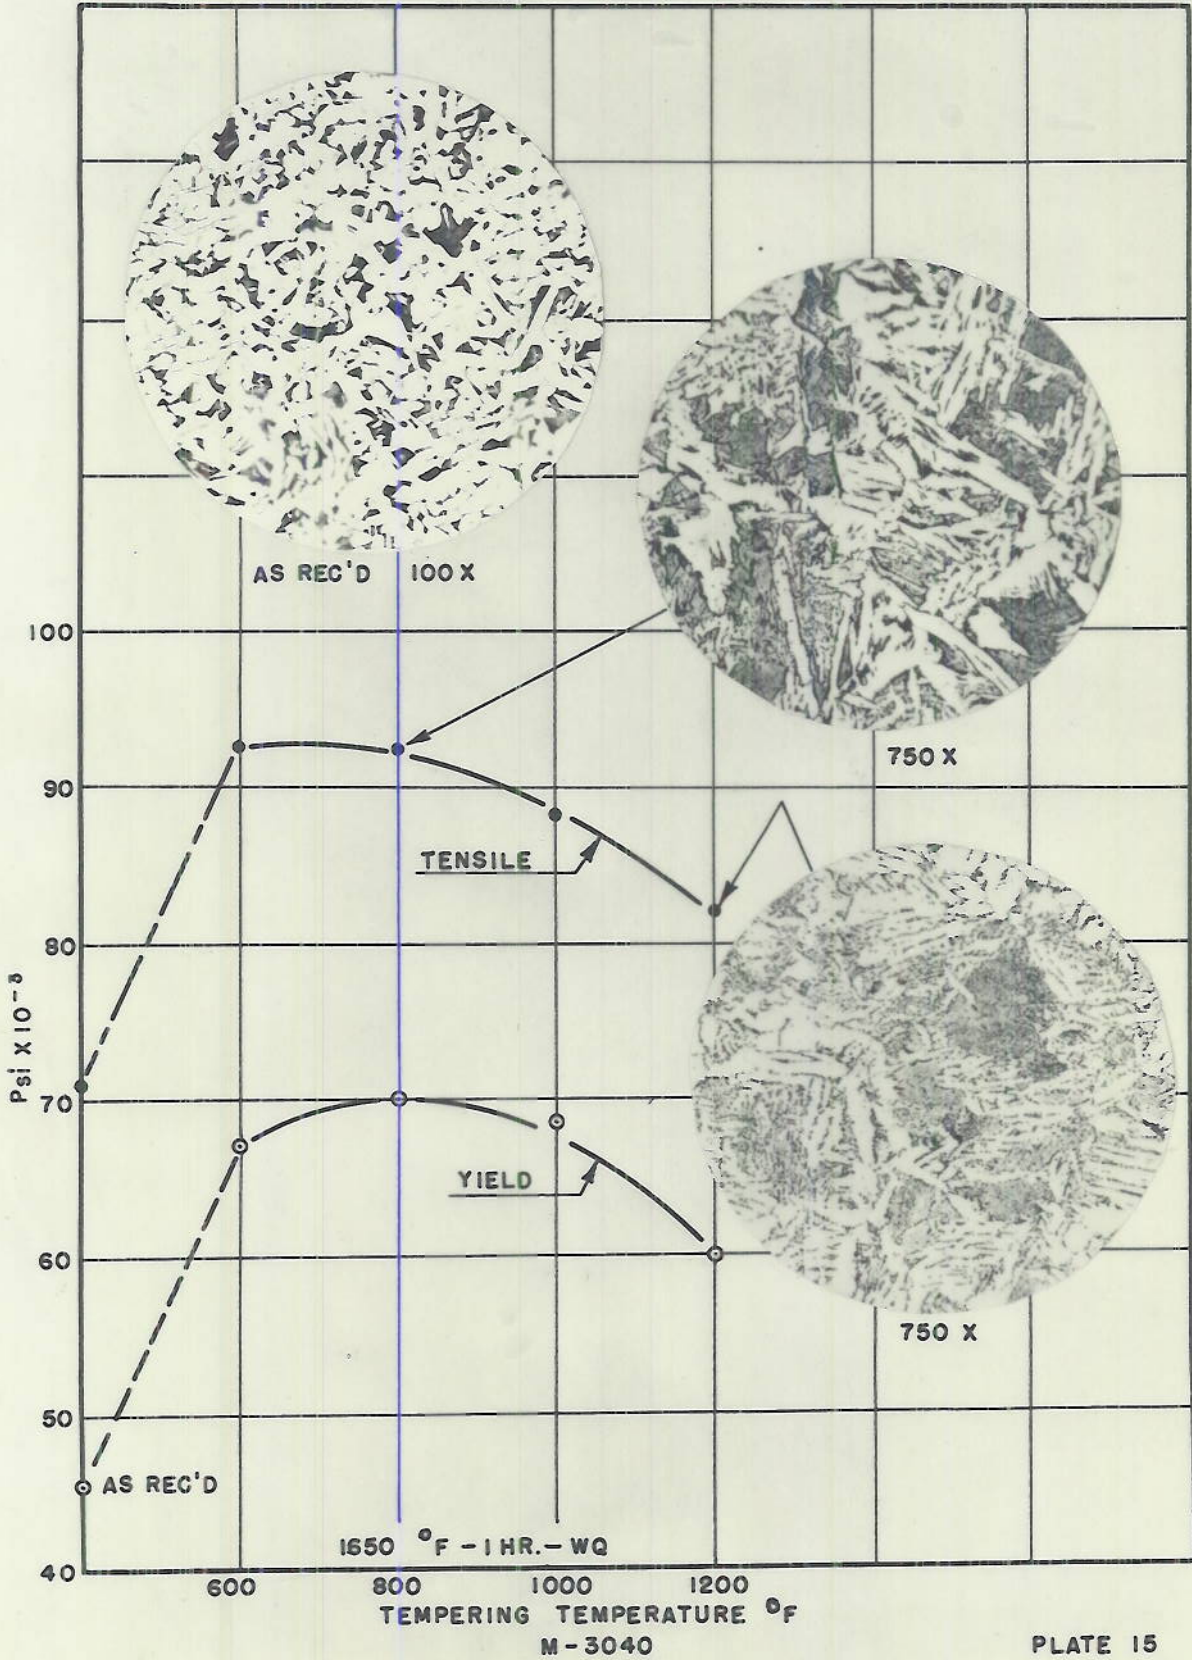 AS REC'D 100 X
100
750 X
90
TENSILE
80
Psi X 10⁻³
70
YIELD
60
750 X
50
AS REC'D
1650 °F - 1 HR. - WQ
40
600 800 1000 1200
TEMPERING TEMPERATURE °F
M-3040
PLATE 15